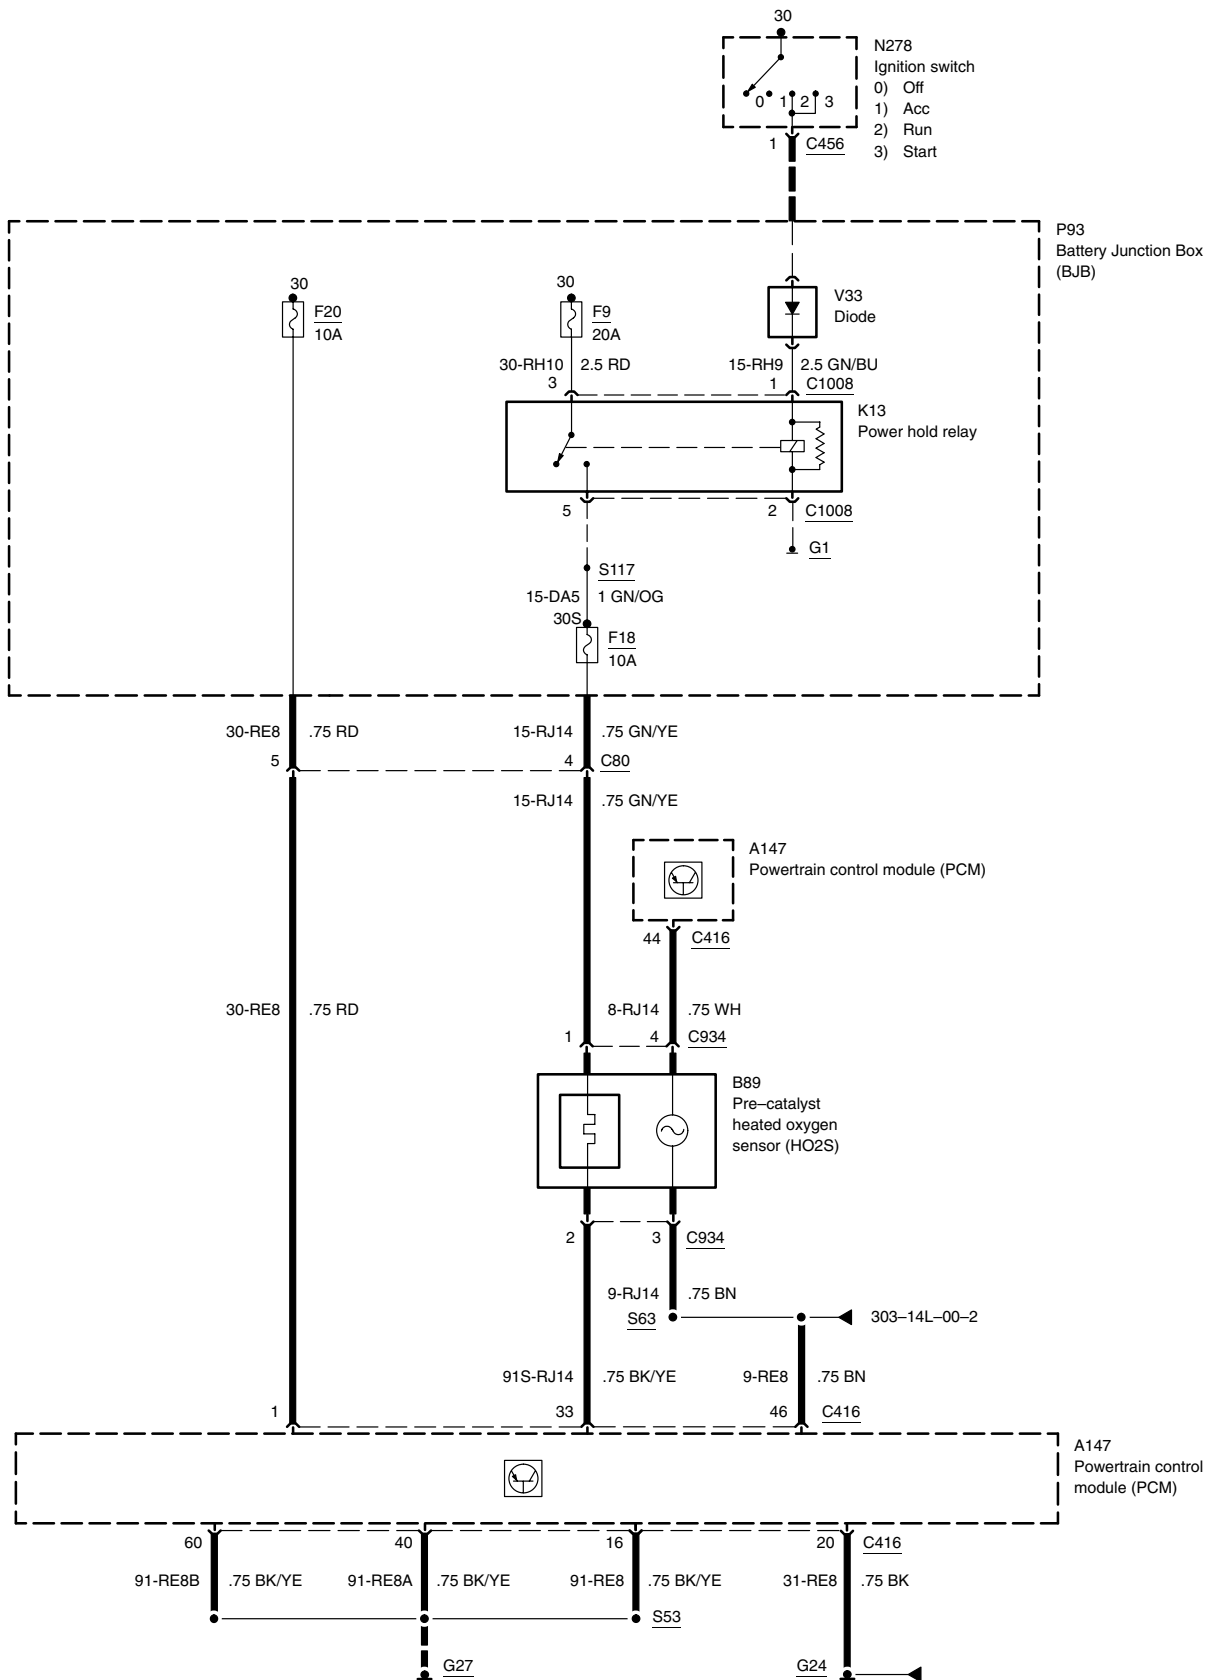 30
N278
Ignition switch
0) Off
1) Acc
2) Run
3) Start
0 1 2 3
1 C456
P93
Battery Junction Box
(BJB)
30
F20
10A
30
F9
20A
V33
Diode
30-RH10 2.5 RD
15-RH9 2.5 GN/BU
3
1 C1008
K13
Power hold relay
5
2 C1008
G1
S117
15-DA5 1 GN/OG
30S
F18
10A
30-RE8 .75 RD
15-RJ14 .75 GN/YE
5
4 C80
15-RJ14 .75 GN/YE
A147
Powertrain control module (PCM)
44 C416
30-RE8 .75 RD
8-RJ14 .75 WH
1
4 C934
B89
Pre–catalyst
heated oxygen
sensor (HO2S)
2
3 C934
9-RJ14 .75 BN
S63
303–14L–00–2
91S-RJ14 .75 BK/YE
9-RE8 .75 BN
1
33
46 C416
A147
Powertrain control
module (PCM)
60
40
16
20 C416
91-RE8B .75 BK/YE
91-RE8A .75 BK/YE
91-RE8 .75 BK/YE
31-RE8 .75 BK
S53
G27
G24